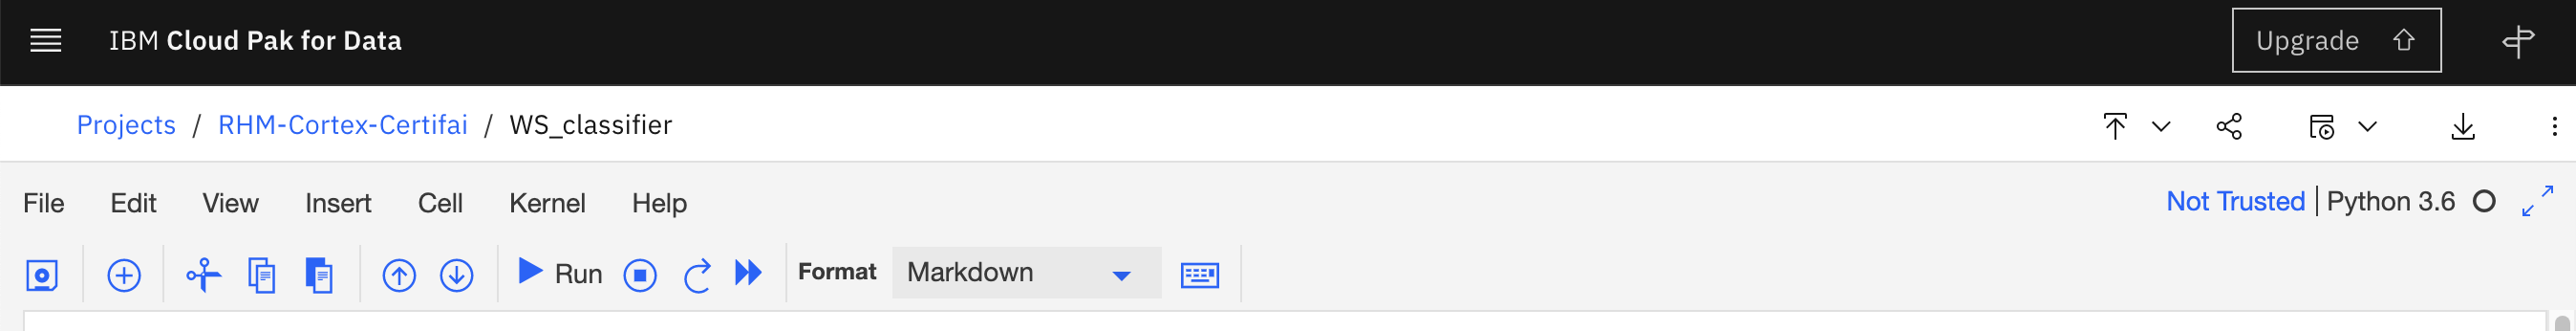 IBM Cloud Pak for Data Upgrade
Projects / RHM-Cortex-Certifai / WS_classifier
File Edit View Insert Cell Kernel Help Not Trusted | Python 3.6
Run Format Markdown